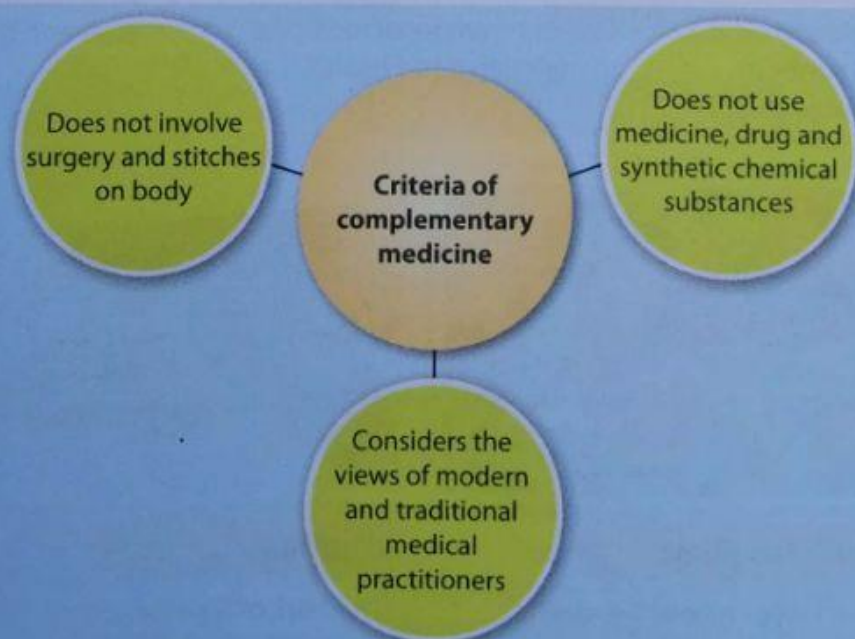 Does not involve
surgery and stitches
on body
Criteria of
complementary
medicine
Does not use
medicine, drug and
synthetic chemical
substances
Considers the
views of modern
and traditional
medical
practitioners